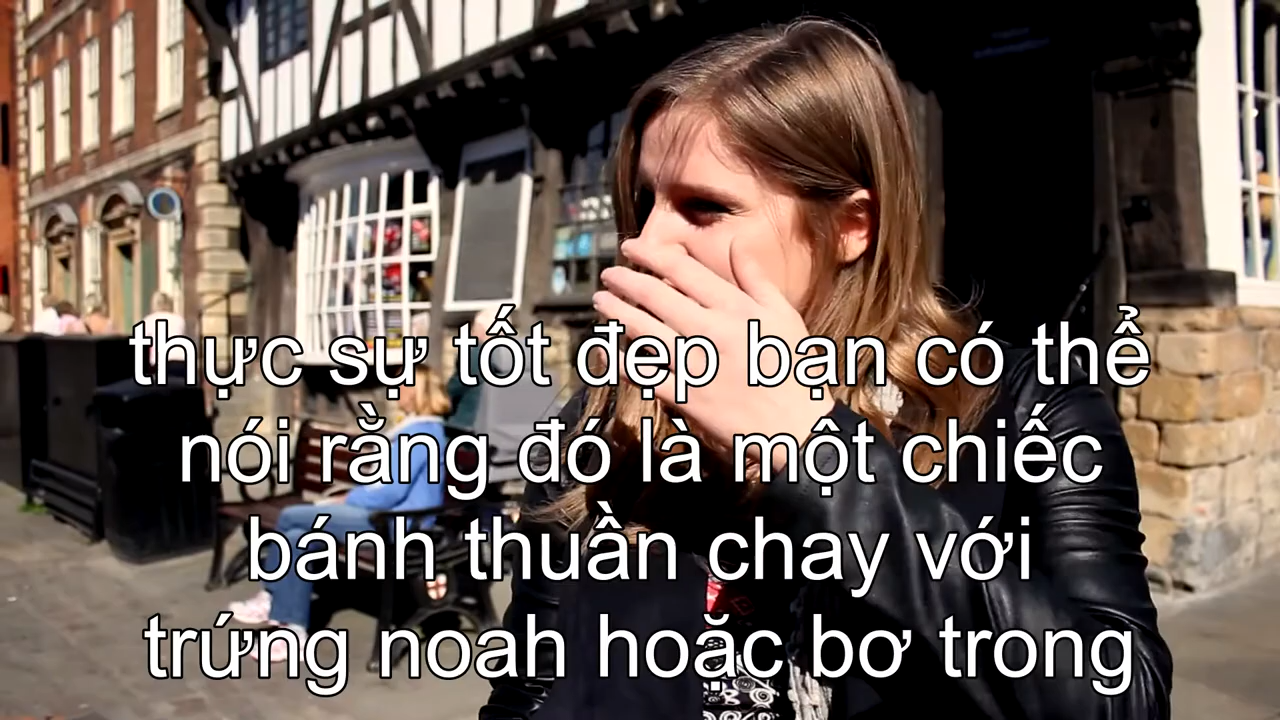 thực sự tốt đẹp bạn có thể
nói rằng đó là một chiếc
bánh thuần chay với
trứng noah hoặc bơ trong